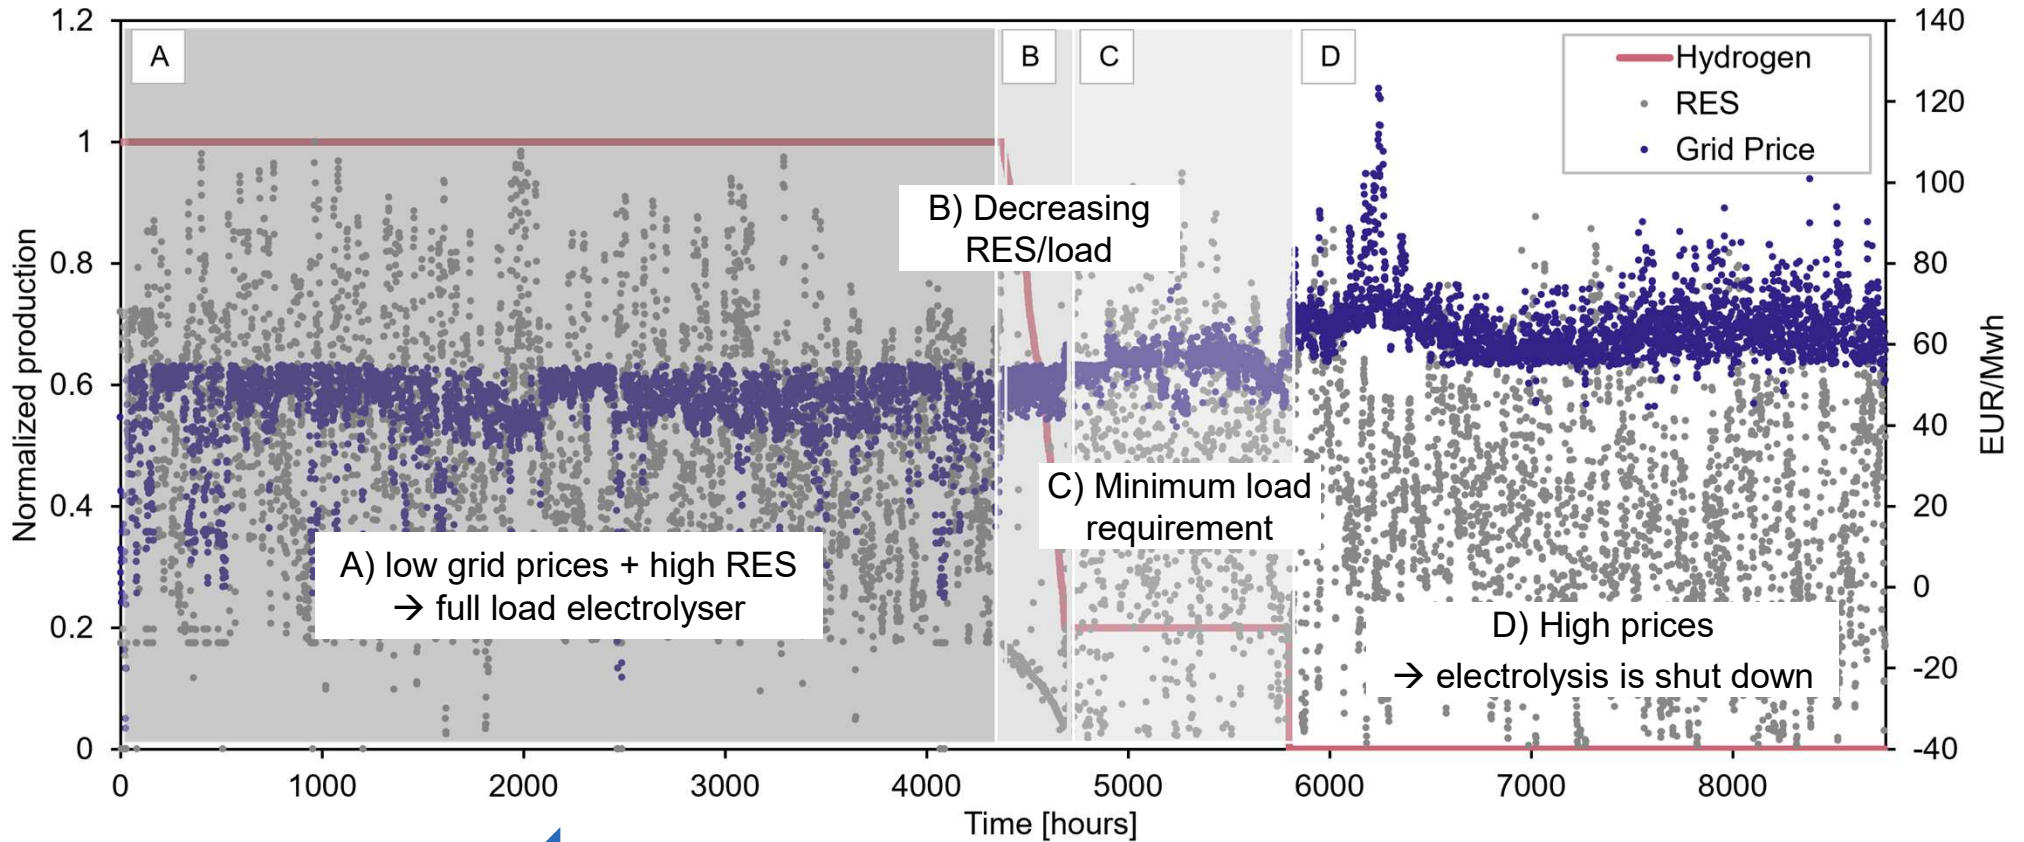 1.2
1
0.8
0.6
0.4
0.2
0
Normalized production
A
B
C
D
Hydrogen
RES
Grid Price
B) Decreasing
RES/load
C) Minimum load
requirement
A) low grid prices + high RES
→ full load electrolyser
D) High prices
→ electrolysis is shut down
140
120
100
80
60
40
20
0
-20
-40
EUR/Mwh
0
1000
2000
3000
4000
5000
6000
7000
8000
Time [hours]